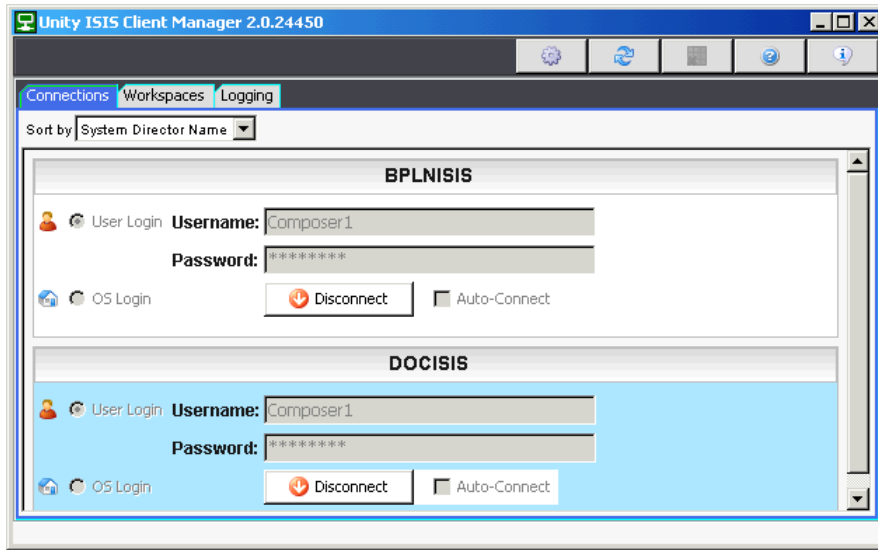 Unity ISIS Client Manager 2.0.24450
Connections Workspaces Logging
Sort by System Director Name
BPLNISIS
User Login Username: Composer1
Password: ********
OS Login Disconnect Auto-Connect
DOCISIS
User Login Username: Composer1
Password: ********
OS Login Disconnect Auto-Connect